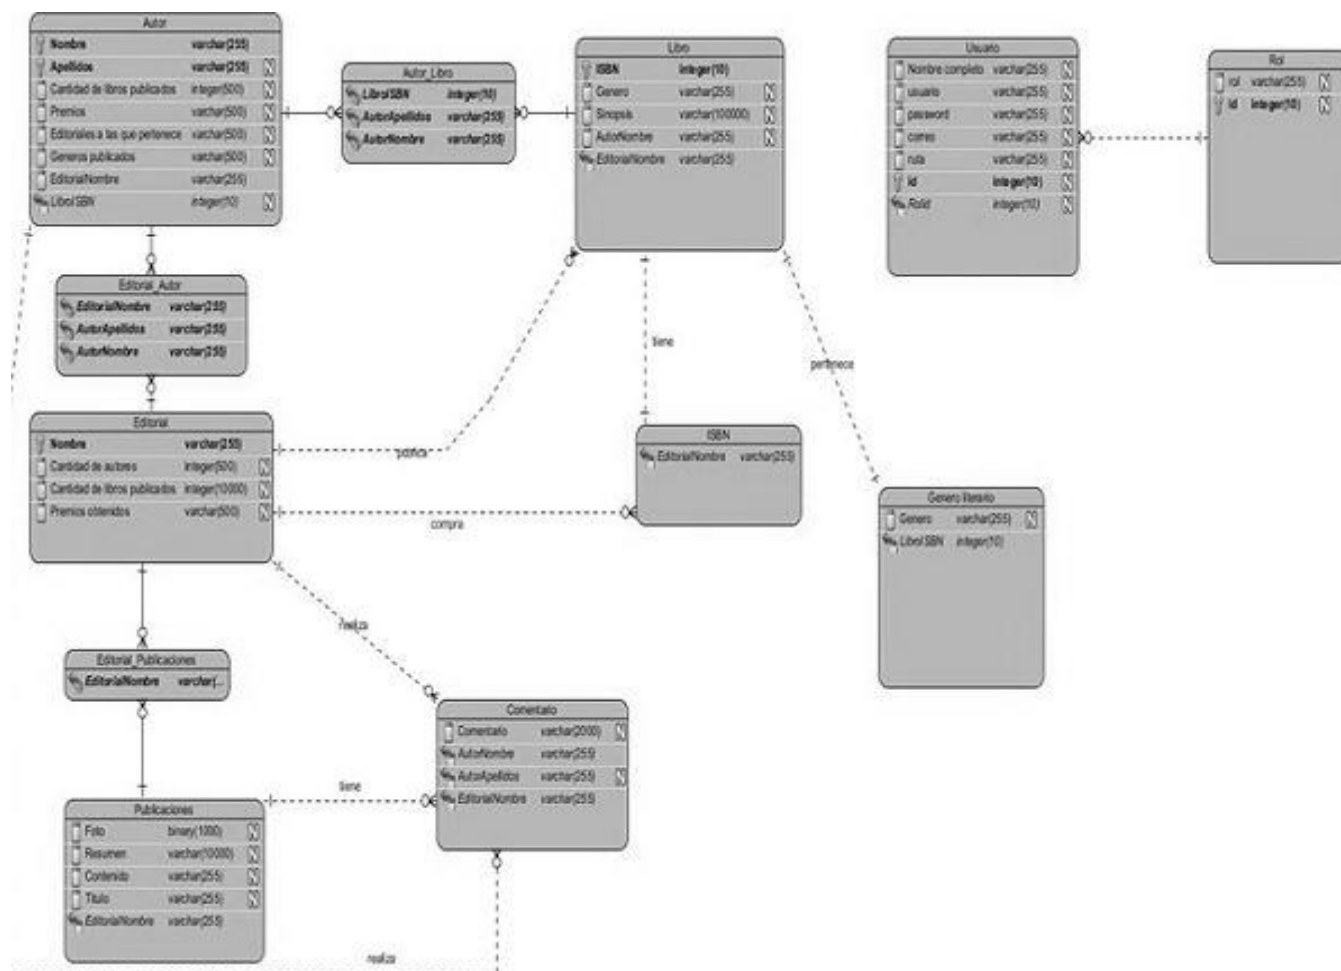 Autor
Nombre varchar(255)
Apellidos varchar(255) N
Cantidad de libros publicados integer(500) N
Premios varchar(500) N
Editoriales a las que pertenece varchar(500) N
Generos publicados varchar(500) N
EditorialNombre varchar(255)
LibroISBN integer(10) N
Autor_Libro
LibroISBN integer(10)
AutorApellidos varchar(255)
AutorNombre varchar(255)
Libro
ISBN integer(10)
Genero varchar(255) N
Sinopsis varchar(100000) N
AutorNombre varchar(255) N
EditorialNombre varchar(255)
Usuario
Nombre completo varchar(255) N
usuario varchar(255) N
password varchar(255) N
correo varchar(255) N
ruta varchar(255) N
id integer(10) N
RolId integer(10) N
Rol
rol varchar(255) N
id integer(10) N
Editorial_Autor
EditorialNombre varchar(255)
AutorApellidos varchar(255)
AutorNombre varchar(255)
tiene
pertenece
Editorial
Nombre varchar(255)
Cantidad de autores integer(500) N
Cantidad de libros publicados integer(10000) N
Premios obtenidos varchar(500) N
publica
compra
ISBN
EditorialNombre varchar(255)
Genero literario
Genero varchar(255) N
LibroISBN integer(10)
realiza
Editorial_Publicaciones
EditorialNombre varchar(...
Comentario
Comentario varchar(2000) N
AutorNombre varchar(255)
AutorApellidos varchar(255) N
EditorialNombre varchar(255)
tiene
Publicaciones
Foto binary(1000) N
Resumen varchar(10000) N
Contenido varchar(255) N
Titulo varchar(255) N
EditorialNombre varchar(255)
realiza